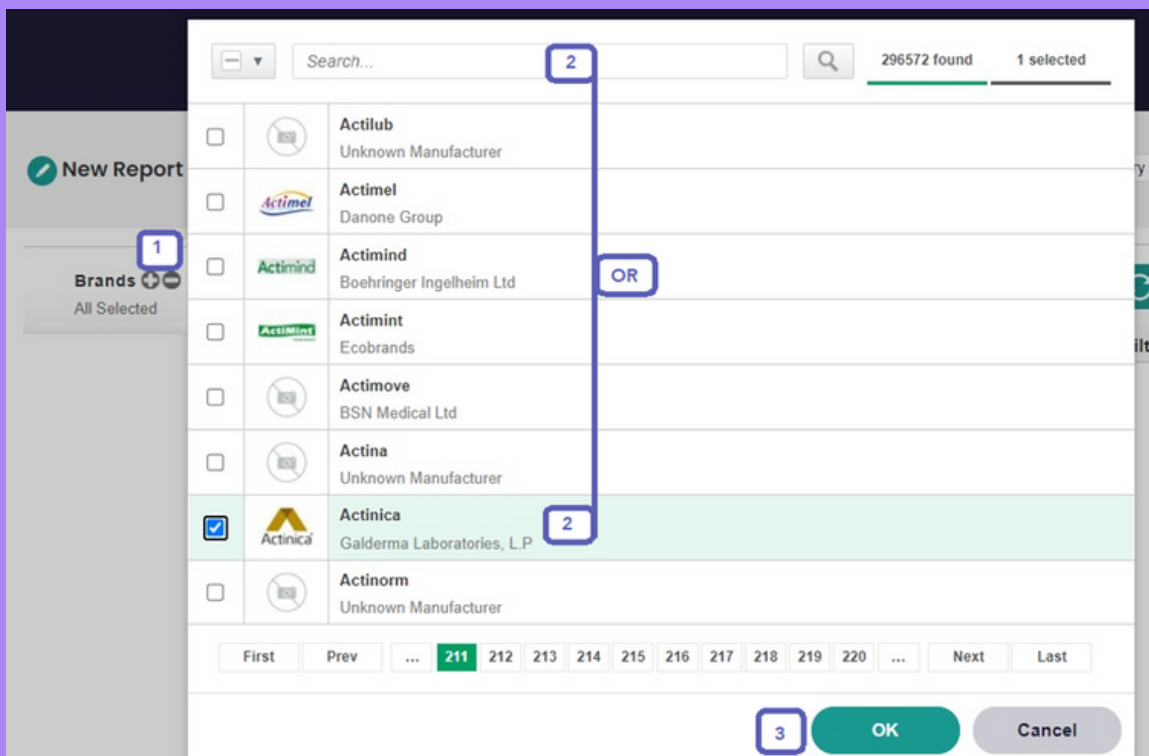 Search...
2
296572 found
1 selected
Actilub
Unknown Manufacturer
New Report
ry
Actimel
Actimel
Danone Group
1
Brands
All Selected
Actimind
Actimind
Boehringer Ingelheim Ltd
OR
ActiMint
Actimint
Ecobrands
ilt
Actimove
BSN Medical Ltd
Actina
Unknown Manufacturer
Actinica
Actinica
Galderma Laboratories, L.P
2
Actinorm
Unknown Manufacturer
First Prev ... 211 212 213 214 215 216 217 218 219 220 ... Next Last
3
OK
Cancel